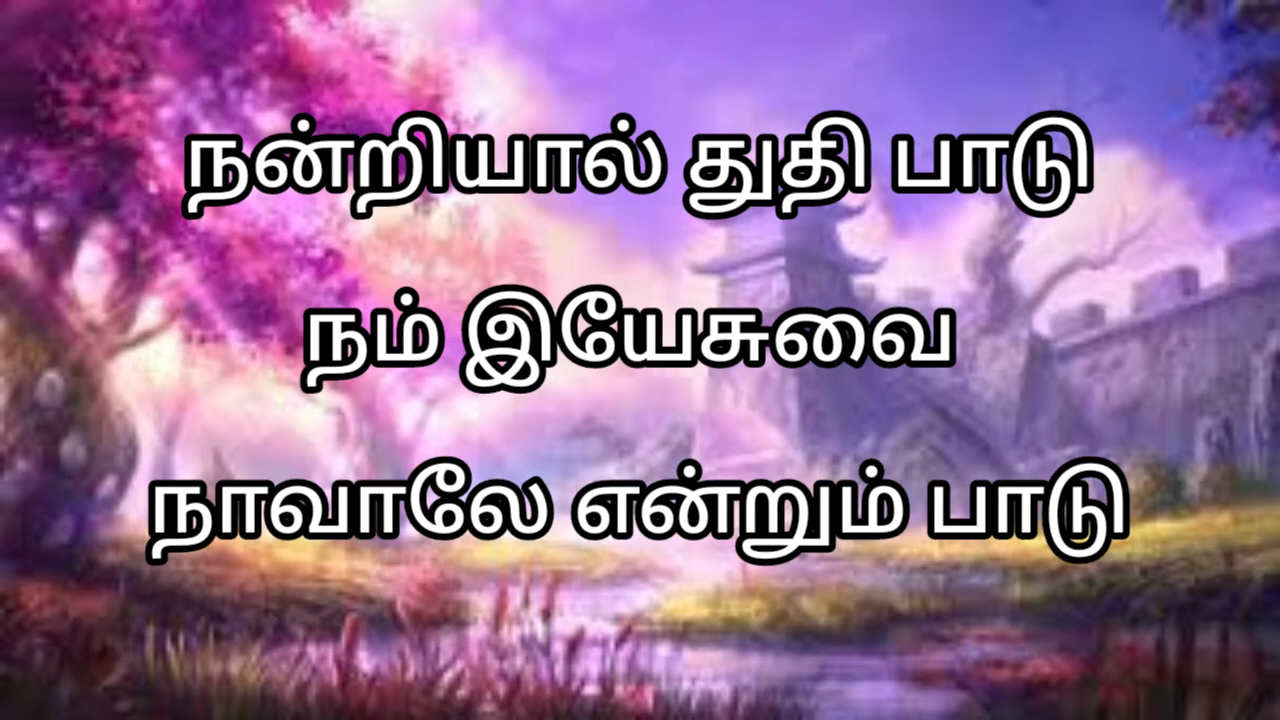 நன்றியால் துதி பாடு
நம் இயேசுவை
நாவாலே என்றும் பாடு